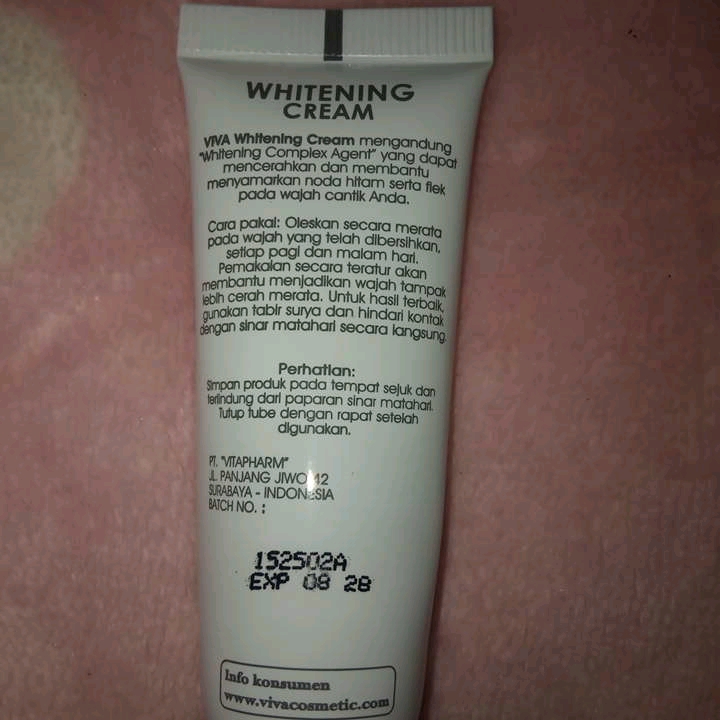 WHITENING
CREAM
VIVA Whitening Cream mengandung
"Whitening Complex Agent" yang dapat
mencerahkan dan membantu
menyamarkan noda hitam serta flek
pada wajah cantik Anda.
Cara pakai: Oleskan secara merata
pada wajah yang telah dibersihkan,
setiap pagi dan malam hari.
Pemakaian secara teratur akan
membantu menjadikan wajah tampak
lebih cerah merata. Untuk hasil terbaik,
gunakan tabir surya dan hindari kontak
dengan sinar matahari secara langsung.
Perhatian:
Simpan produk pada tempat sejuk dan
terlindung dari paparan sinar matahari.
Tutup tube dengan rapat setelah
digunakan.
PT. "VITAPHARM"
JL. PANJANG JIWO 42
SURABAYA - INDONESIA
BATCH NO. :
152502A
EXP 08 28
Info konsumen
www.vivacosmetic.com